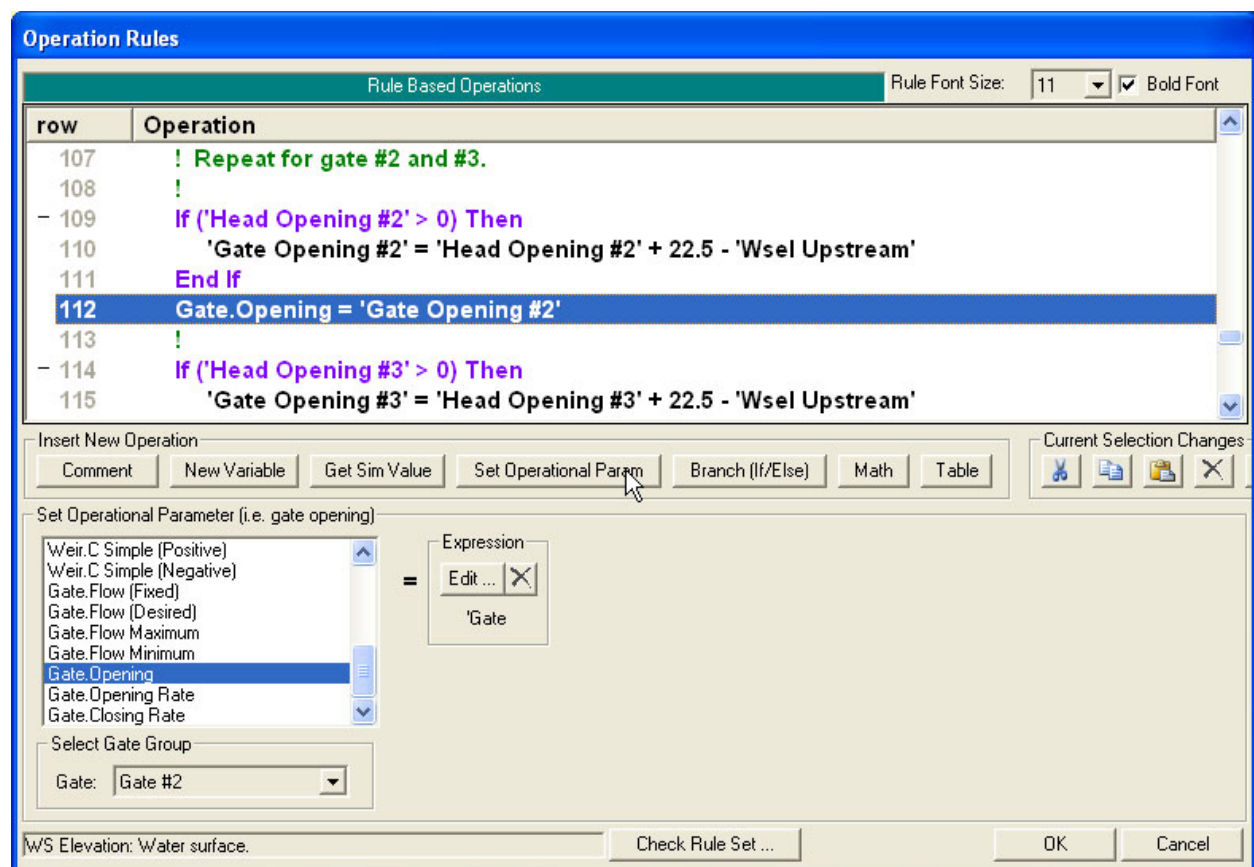 Operation Rules
Rule Based Operations Rule Font Size: 11 Bold Font
row Operation
107 ! Repeat for gate #2 and #3.
108 !
- 109 If ('Head Opening #2' > 0) Then
110 'Gate Opening #2' = 'Head Opening #2' + 22.5 - 'Wsel Upstream'
111 End If
112 Gate.Opening = 'Gate Opening #2'
113 !
- 114 If ('Head Opening #3' > 0) Then
115 'Gate Opening #3' = 'Head Opening #3' + 22.5 - 'Wsel Upstream'
Insert New Operation Current Selection Changes
Comment New Variable Get Sim Value Set Operational Param Branch (If/Else) Math Table
Set Operational Parameter (i.e. gate opening)
Weir.C Simple (Positive)
Weir.C Simple (Negative)
Gate.Flow (Fixed)
Gate.Flow (Desired)
Gate.Flow Maximum
Gate.Flow Minimum
Gate.Opening
Gate.Opening Rate
Gate.Closing Rate
=
Expression
Edit ...
'Gate
Select Gate Group
Gate: Gate #2
WS Elevation: Water surface. Check Rule Set ... OK Cancel